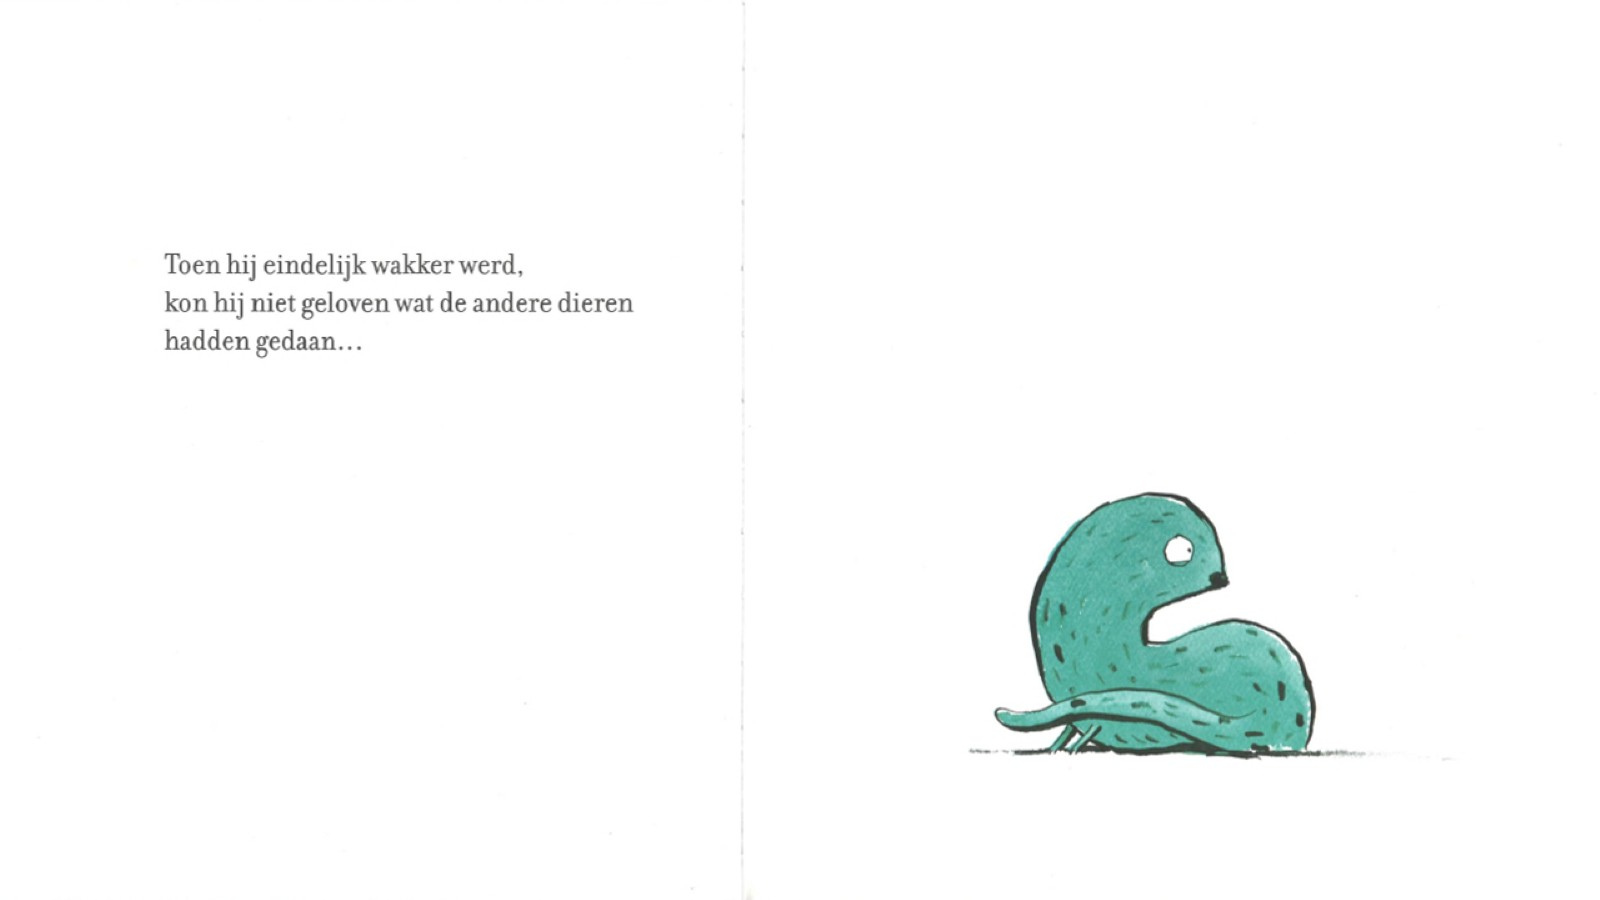 Toen hij eindelijk wakker werd,
kon hij niet geloven wat de andere dieren
hadden gedaan...